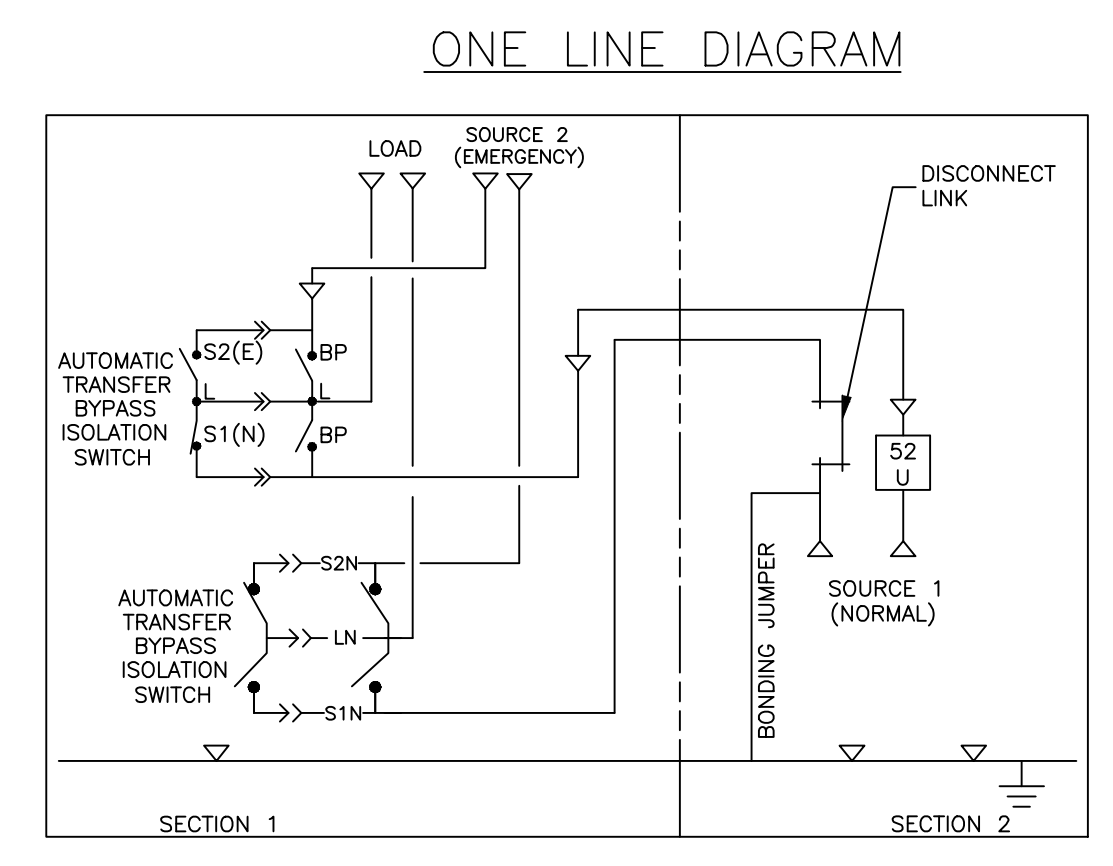 ONE LINE DIAGRAM
LOAD
SOURCE 2
(EMERGENCY)
DISCONNECT
LINK
AUTOMATIC
TRANSFER
BYPASS
ISOLATION
SWITCH
S2(E)
BP
L
L
S1(N)
BP
52
U
S2N
AUTOMATIC
TRANSFER
BYPASS
ISOLATION
SWITCH
LN
S1N
BONDING JUMPER
SOURCE 1
(NORMAL)
SECTION 1
SECTION 2